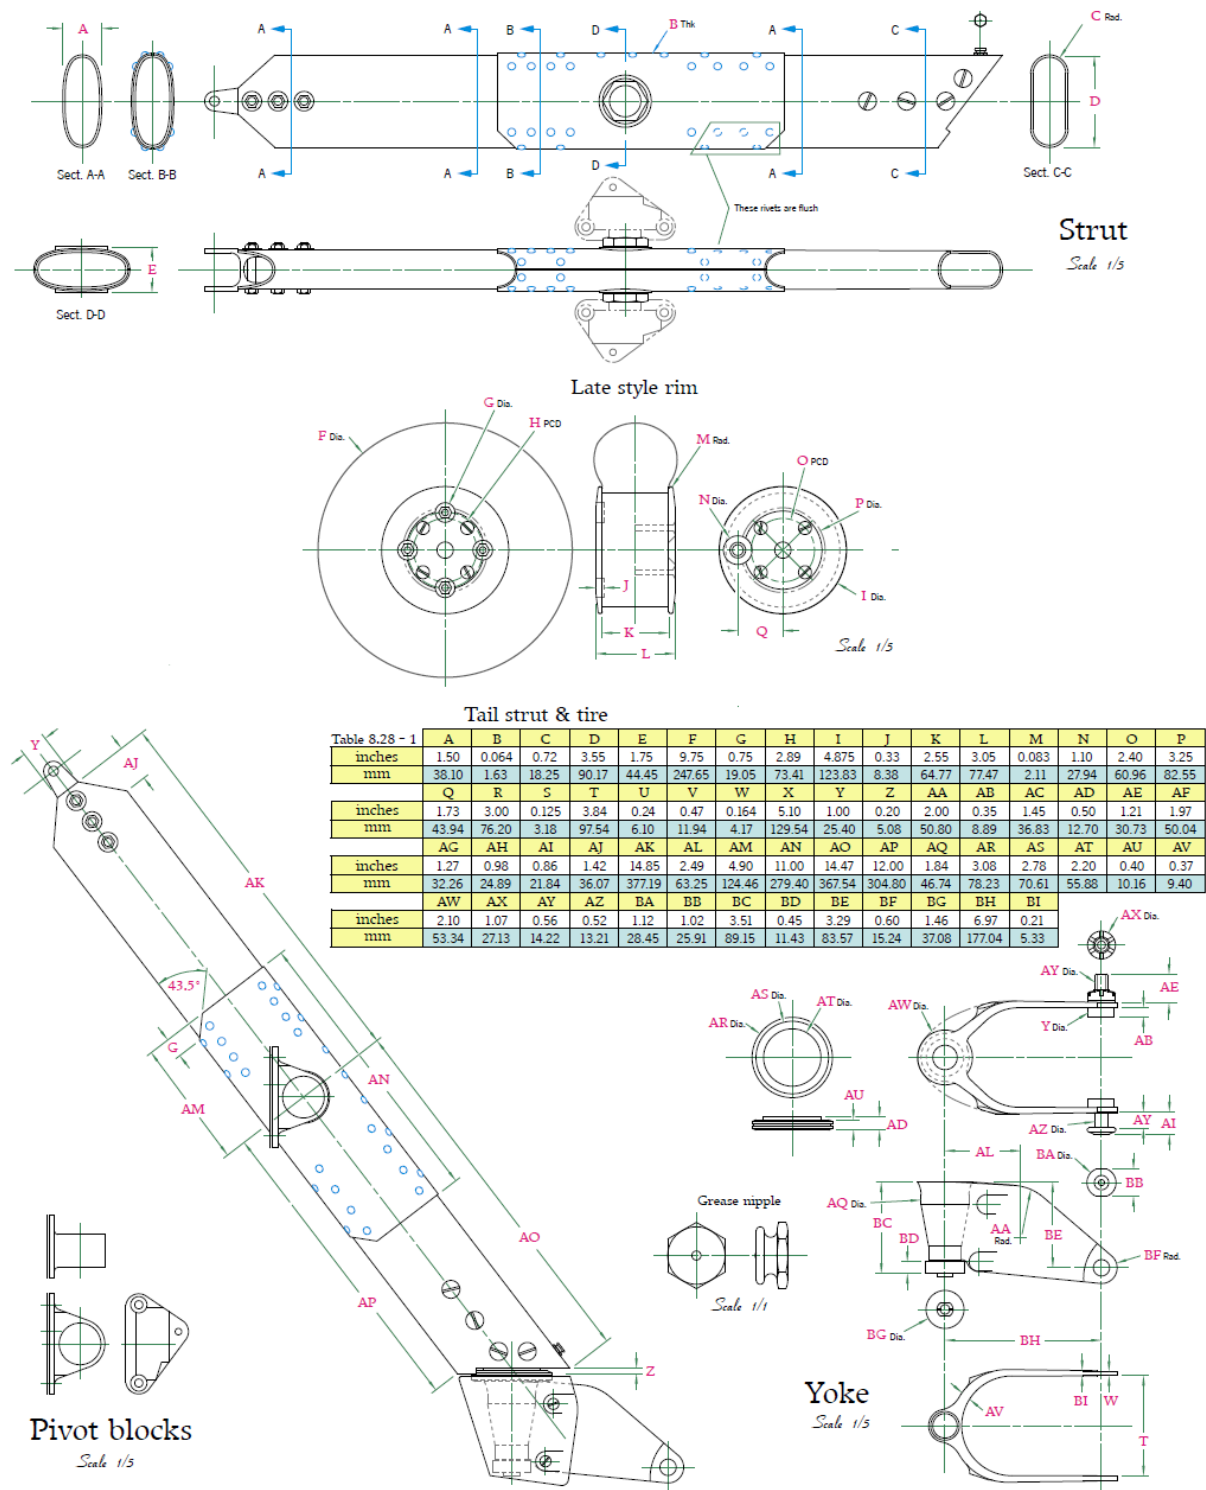 A
A
A
B
D
B Thk
A
C
C Rad.
D
Sect. A-A
Sect. B-B
A
A
B
D
A
C
Sect. C-C
These rivets are flush
Strut
Scale 1/5
E
Sect. D-D
Late style rim
G Dia.
H PCD
F Dia.
M Rad.
O PCD
N Dia.
P Dia.
J
I Dia.
K
Q
L
Scale 1/5
Tail strut & tire
Table 8.28 - 1 A B C D E F G H I J K L M N O P
inches 1.50 0.064 0.72 3.55 1.75 9.75 0.75 2.89 4.875 0.33 2.55 3.05 0.083 1.10 2.40 3.25
mm 38.10 1.63 18.25 90.17 44.45 247.65 19.05 73.41 123.83 8.38 64.77 77.47 2.11 27.94 60.96 82.55
Q R S T U V W X Y Z AA AB AC AD AE AF
inches 1.73 3.00 0.125 3.84 0.24 0.47 0.164 5.10 1.00 0.20 2.00 0.35 1.45 0.50 1.21 1.97
mm 43.94 76.20 3.18 97.54 6.10 11.94 4.17 129.54 25.40 5.08 50.80 8.89 36.83 12.70 30.73 50.04
AG AH AI AJ AK AL AM AN AO AP AQ AR AS AT AU AV
inches 1.27 0.98 0.86 1.42 14.85 2.49 4.90 11.00 14.47 12.00 1.84 3.08 2.78 2.20 0.40 0.37
mm 32.26 24.89 21.84 36.07 377.19 63.25 124.46 279.40 367.54 304.80 46.74 78.23 70.61 55.88 10.16 9.40
AW AX AY AZ BA BB BC BD BE BF BG BH BI
inches 2.10 1.07 0.56 0.52 1.12 1.02 3.51 0.45 3.29 0.60 1.46 6.97 0.21
mm 53.34 27.13 14.22 13.21 28.45 25.91 89.15 11.43 83.57 15.24 37.08 177.04 5.33
Y
AJ
AK
43.5°
G
AM
AN
AO
AP
Z
AX Dia.
AY Dia.
AE
AS Dia.
AT Dia.
AR Dia.
AW Dia.
Y Dia.
AB
AU
AD
AZ Dia.
AY
AI
AL
BA Dia.
BB
Grease nipple
AQ Dia.
BC
BD
AA Rad.
BE
BF Rad.
Scale 1/1
BG Dia.
BH
Yoke
Scale 1/5
AV
BI
W
T
Pivot blocks
Scale 1/5